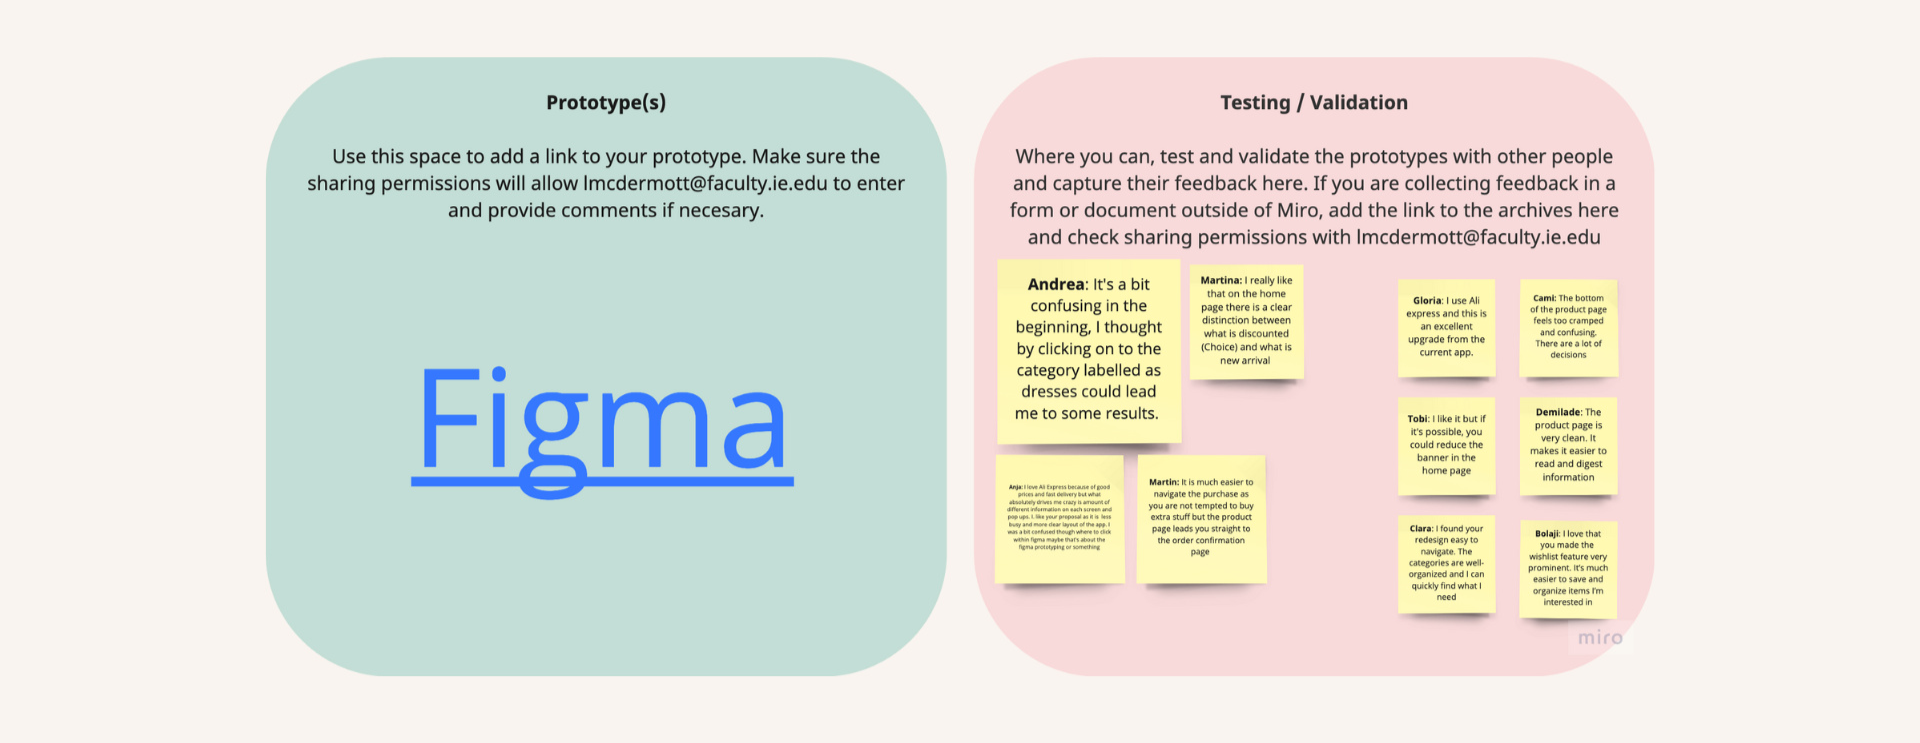 Prototype(s)
Use this space to add a link to your prototype. Make sure the
sharing permissions will allow lmcdermott@faculty.ie.edu to enter
and provide comments if necesary.
Figma
Testing / Validation
Where you can, test and validate the prototypes with other people
and capture their feedback here. If you are collecting feedback in a
form or document outside of Miro, add the link to the archives here
and check sharing permissions with lmcdermott@faculty.ie.edu
Andrea: It's a bit
confusing in the
beginning, I thought
by clicking on to the
category labelled as
dresses could lead
me to some results.
Martina: I really like
that on the home
page there is a clear
distinction between
what is discounted
(Choice) and what is
new arrival
Anja: I love Ali Express because of good
prices and fast delivery but what
absolutely drives me crazy is amount of
different information on each screen and
pop ups. I. like your proposal as it is less
busy and more clear layout of the app. I
was a bit confused though where to click
within figma maybe that's about the
figma prototyping or something
Martin: It is much easier to
navigate the purchase as
you are not tempted to buy
extra stuff but the product
page leads you straight to
the order confirmation
page
Gloria: I use Ali
express and this is
an excellent
upgrade from the
current app.
Cami: The bottom
of the product page
feels too cramped
and confusing.
There are a lot of
decisions
Tobi: I like it but if
it's possible, you
could reduce the
banner in the
home page
Demilade: The
product page is
very clean. It
makes it easier to
read and digest
information
Clara: I found your
redesign easy to
navigate. The
categories are well-
organized and I can
quickly find what I
need
Bolaji: I love that
you made the
wishlist feature very
prominent. It's much
easier to save and
organize items I'm
interested in
miro